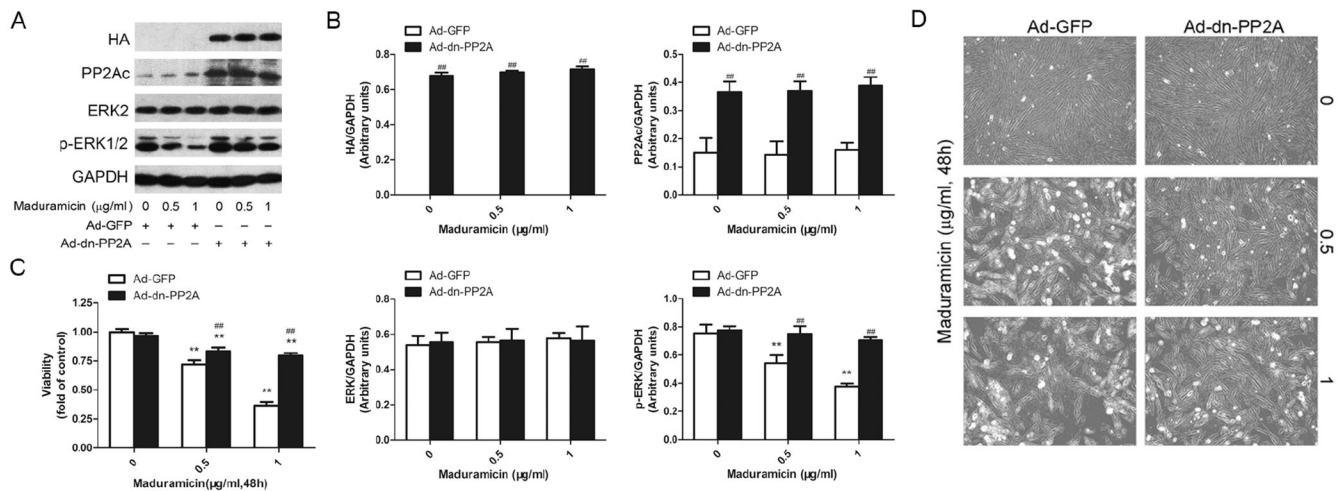 A
HA
PP2Ac
ERK2
p-ERK1/2
GAPDH
Maduramicin (μg/ml) 0 0.5 1 0 0.5 1
Ad-GFP + + + – – –
Ad-dn-PP2A – – – + + +
B
Ad-GFP
Ad-dn-PP2A
HA/GAPDH
(Arbitrary units)
0.8
0.6
0.4
0.2
0.0
## ## ##
0 0.5 1
Maduramicin (μg/ml)
Ad-GFP
Ad-dn-PP2A
PP2Ac/GAPDH
(Arbitrary units)
0.5
0.4
0.3
0.2
0.1
0.0
## ## ##
0 0.5 1
Maduramicin (μg/ml)
C
Ad-GFP
Ad-dn-PP2A
Viability
(fold of control)
1.25
1.00
0.75
0.50
0.25
0.00
## ##
** ** ** **
0 0.5 1
Maduramicin(μg/ml,48h)
Ad-GFP
Ad-dn-PP2A
ERK/GAPDH
(Arbitrary units)
0.8
0.6
0.4
0.2
0.0
0 0.5 1
Maduramicin (μg/ml)
Ad-GFP
Ad-dn-PP2A
p-ERK/GAPDH
(Arbitrary units)
1.0
0.8
0.6
0.4
0.2
0.0
** ## ** ##
0 0.5 1
Maduramicin (μg/ml)
D
Ad-GFP Ad-dn-PP2A
Maduramicin (μg/ml, 48h)
0
0.5
1